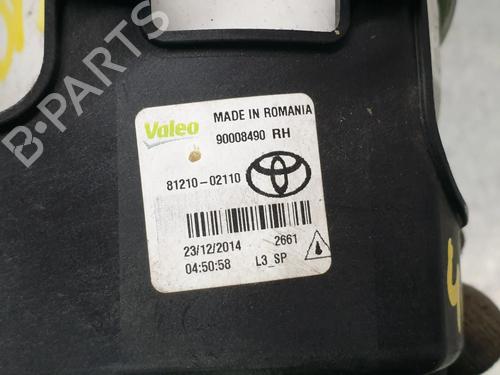 Valeo
MADE IN ROMANIA
90008490 RH
81210-02110
23/12/2014 2661
04:50:58 L3_SP
B-PARTS